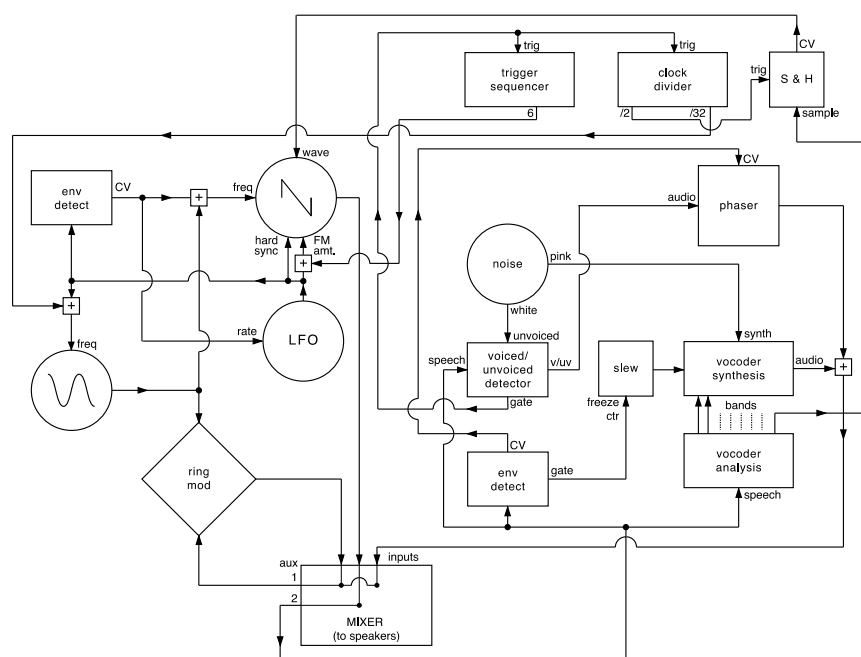 trig
trig
CV
trigger
sequencer
clock
divider
trig
S & H
6
/2
/32
sample
wave
CV
env
detect
CV
freq
audio
phaser
hard
sync
FM
amt.
+
+
noise
pink
white
+
LFO
rate
unvoiced
synth
freq
speech
voiced/
unvoiced
detector
v/uv
slew
vocoder
synthesis
audio
+
gate
freeze
ctr
bands
CV
ring
mod
env
detect
gate
vocoder
analysis
speech
aux
inputs
1
2
MIXER
(to speakers)